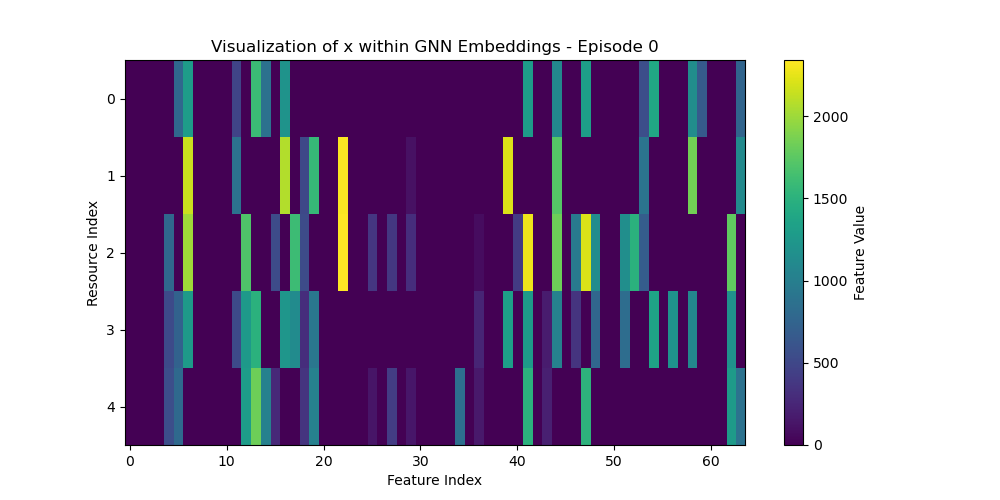 Visualization of x within GNN Embeddings - Episode 0
Resource Index
0
1
2
3
4
0 10 20 30 40 50 60
Feature Index
2000
1500
1000
500
0
Feature Value